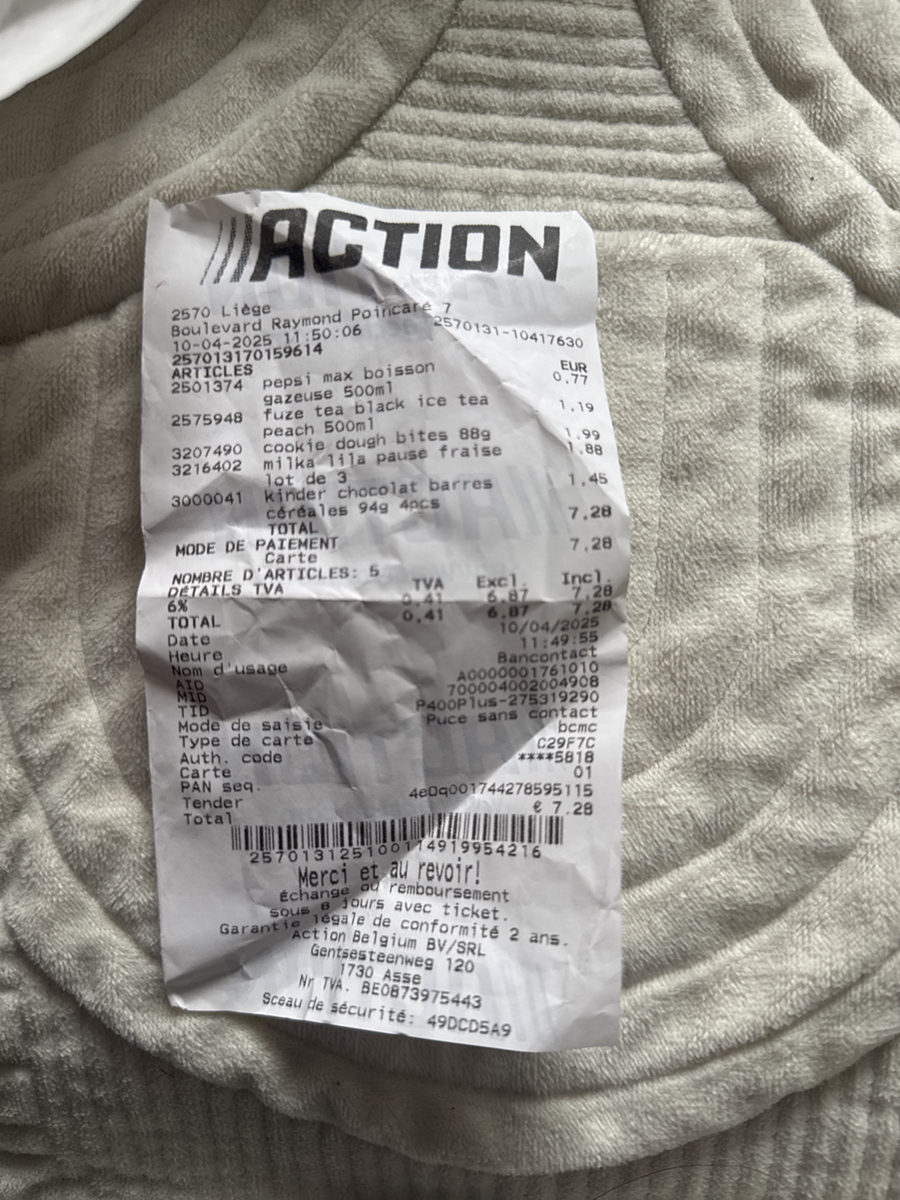 ACTION
2570 Liège
Boulevard Raymond Poincaré 7
10-04-2025 11:50:06 2570131-10417630
257013170159614
ARTICLES EUR
2501374 pepsi max boisson 0.77
gazeuse 500ml
2575948 fuze tea black ice tea 1.19
peach 500ml
3207490 cookie dough bites 88g 1.99
3216402 milka lila pause fraise 1.88
lot de 3
3000041 kinder chocolat barres 1.45
céréales 94g 4pcs
TOTAL 7,28
MODE DE PAIEMENT
Carte 7,28
NOMBRE D'ARTICLES: 5
DÉTAILS TVA TVA Excl. Incl.
6% 0.41 6.87 7,28
TOTAL 0.41 6.87 7,28
Date 10/04/2025
Heure 11:49:55
Nom d'usage Bancontact
AID A0000001761010
MID 700004002004908
TID P400Plus-275319290
Mode de saisie Puce sans contact
Type de carte bcmc
Auth. code C29F7C
Carte ****5818
PAN seq. 01
Tender 4eDq001744278595115
Total € 7.28
257013125100114919954216
Merci et au revoir!
Échange ou remboursement
sous 8 jours avec ticket.
Garantie légale de conformité 2 ans.
Action Belgium BV/SRL
Gentsesteenweg 120
1730 Asse
Nr TVA. BE0873975443
Sceau de sécurité: 49DCD5A9